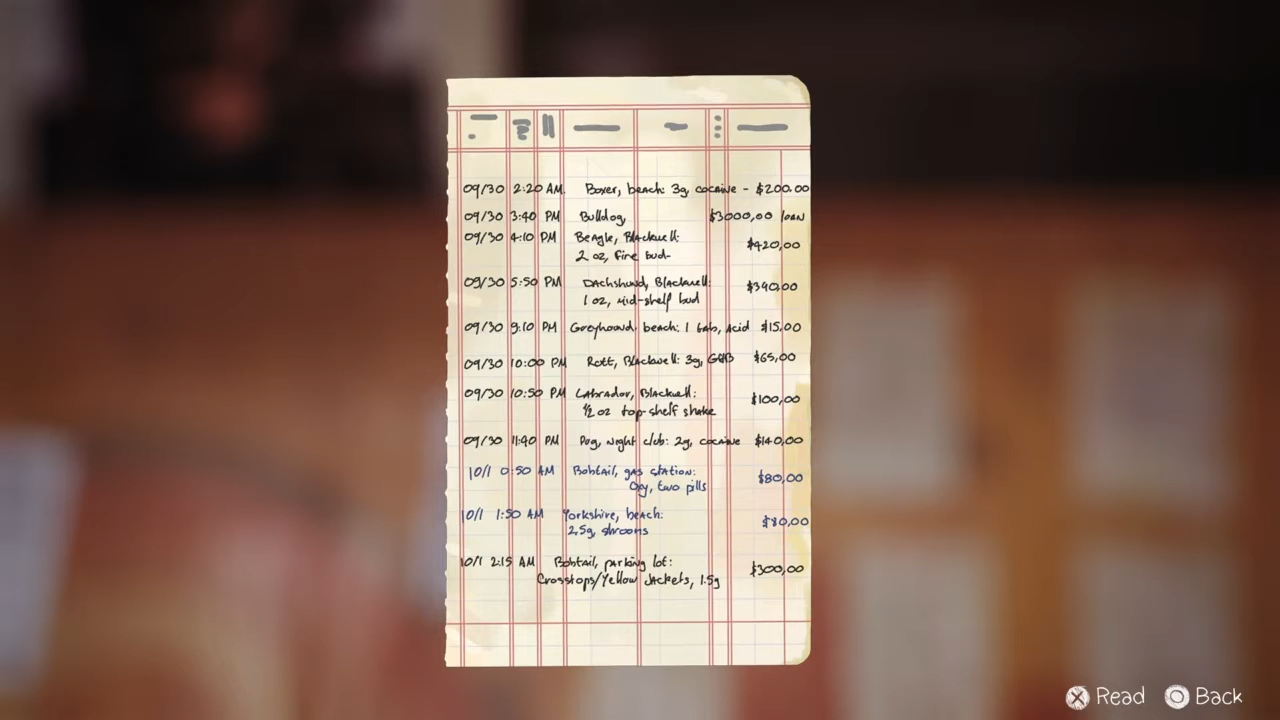 09/30 2:20 AM. Boxer, beach: 3g, cocaine - $200.00
09/30 3:40 PM Bulldog, $3000,00 loan
09/30 4:10 PM Beagle, Blackwell: $420,00
2 oz, fire bud-
09/30 5:50 PM Dachshund, Blackwell: $340.00
1 oz, mid-shelf bud
09/30 9:10 PM Greyhound beach: 1 tab, acid $15.00
09/30 10:00 PM Rott, Blackwell: 3g, GHB $65,00
09/30 10:50 PM Labrador, Blackwell: $100,00
½ oz top-shelf shake
09/30 11:40 PM Pog, night club: 2g, cocaine $140,00
10/1 0:50 AM Bobtail, gas station: $80,00
Oxy, two pills
10/1 1:50 AM Yorkshire, beach: $80,00
2,5g, shrooms
10/1 2:15 AM Bobtail, parking lot: $300,00
Crosstops/Yellow Jackets, 1.5g
Read Back